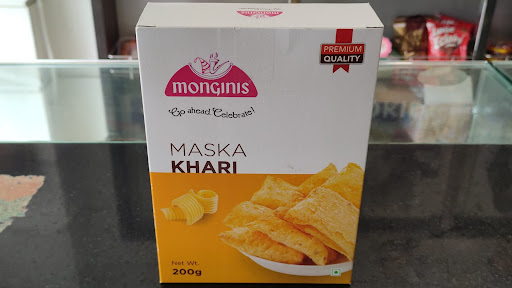 monginis
Go ahead Celebrate!
PREMIUM
QUALITY
MASKA
KHARI
Net Wt.
200g